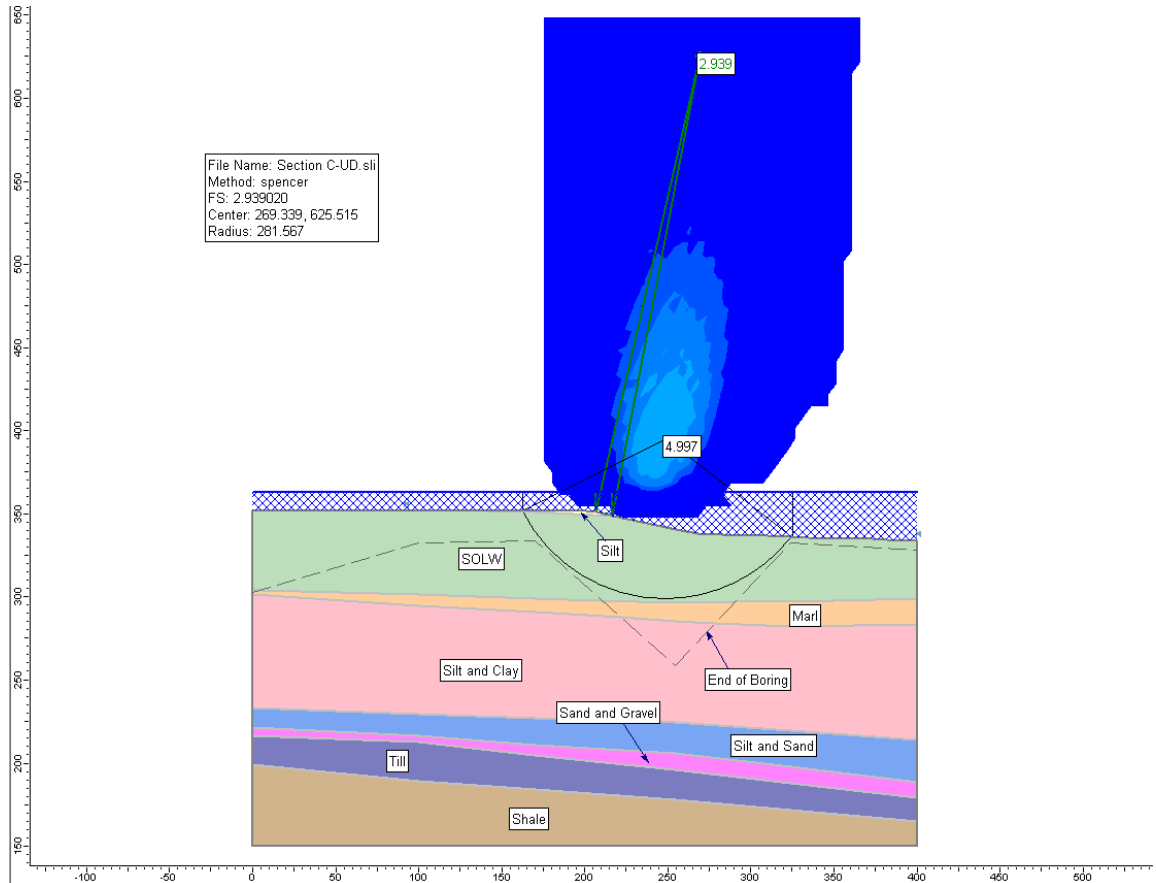 650
600
550
500
450
400
350
300
250
200
150
2.939
File Name: Section C-UD.sli
Method: spencer
FS: 2.939020
Center: 269.339, 625.515
Radius: 281.567
4.997
Silt
SOLW
Marl
Silt and Clay
End of Boring
Sand and Gravel
Silt and Sand
Till
Shale
-100 -50 0 50 100 150 200 250 300 350 400 450 500